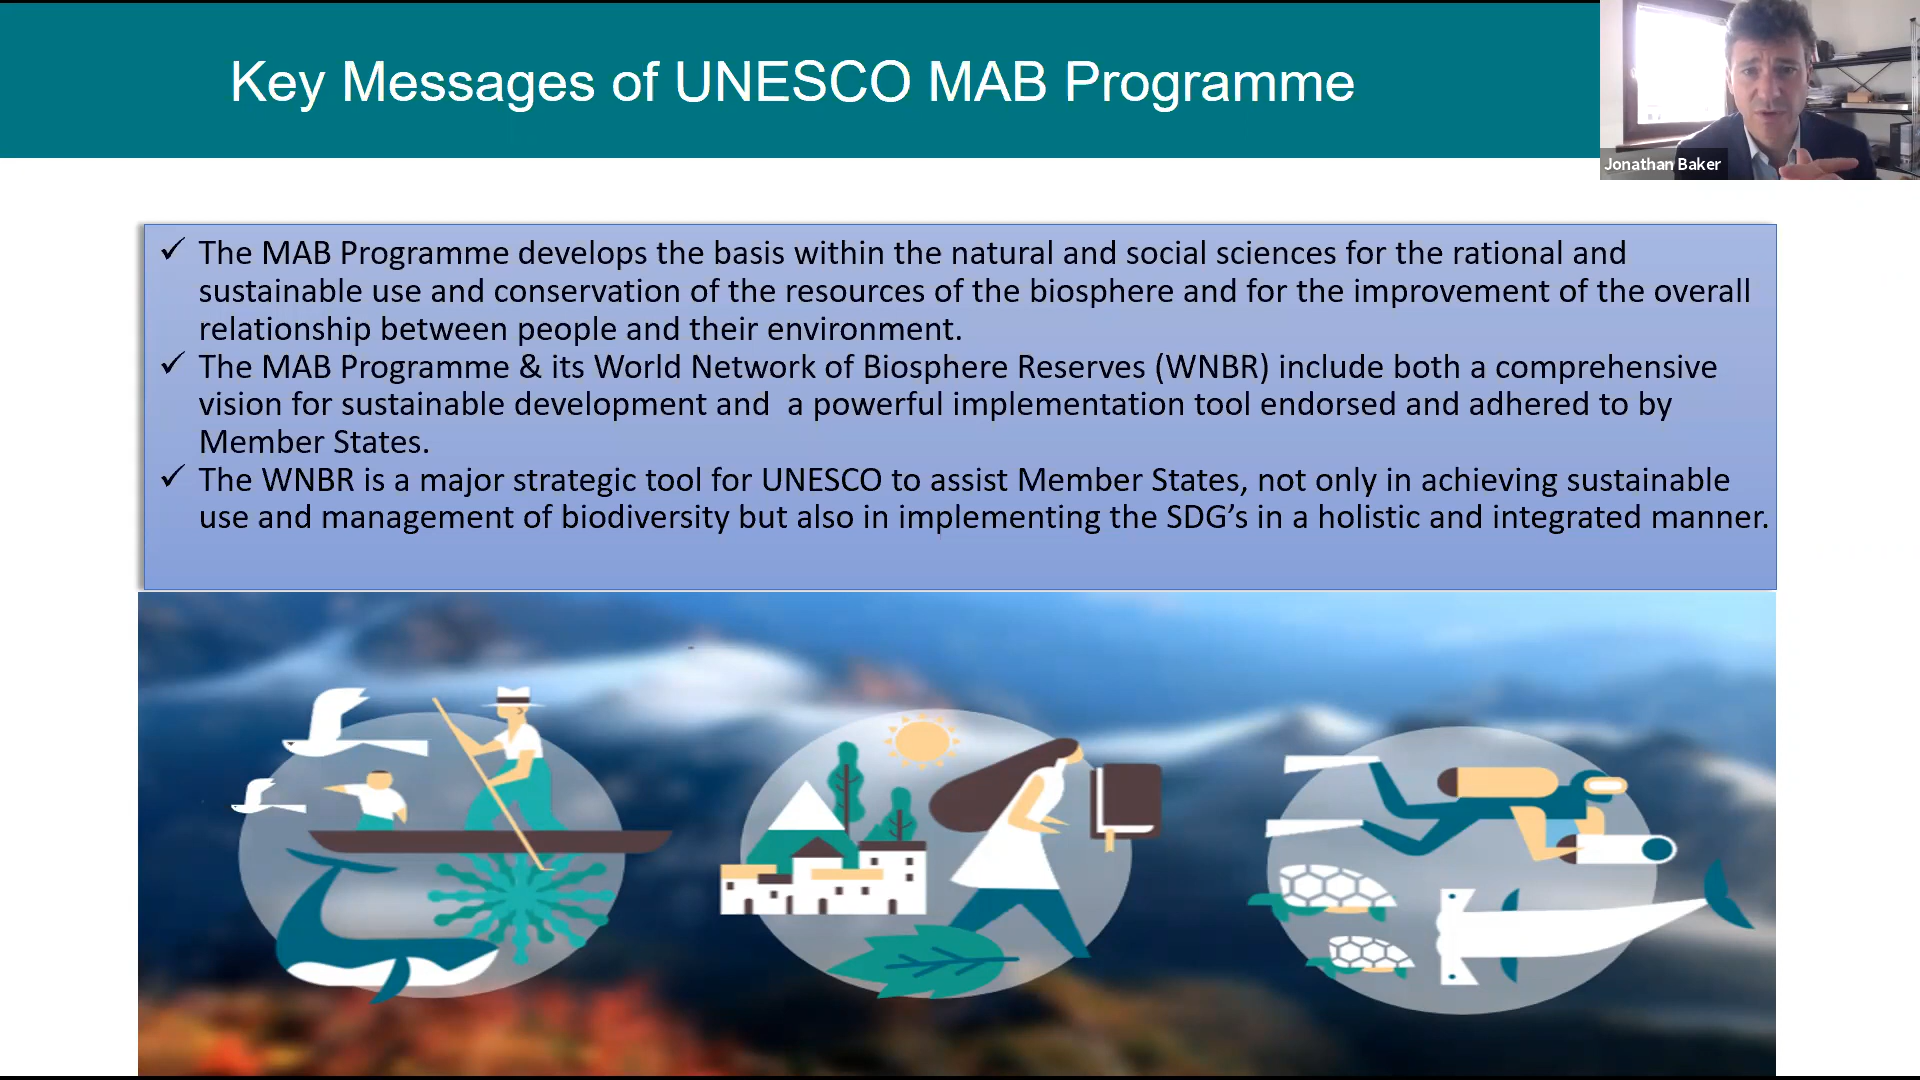 Key Messages of UNESCO MAB Programme
Jonathan Baker
✓ The MAB Programme develops the basis within the natural and social sciences for the rational and
sustainable use and conservation of the resources of the biosphere and for the improvement of the overall
relationship between people and their environment.
✓ The MAB Programme & its World Network of Biosphere Reserves (WNBR) include both a comprehensive
vision for sustainable development and  a powerful implementation tool endorsed and adhered to by
Member States.
✓ The WNBR is a major strategic tool for UNESCO to assist Member States, not only in achieving sustainable
use and management of biodiversity but also in implementing the SDG’s in a holistic and integrated manner.